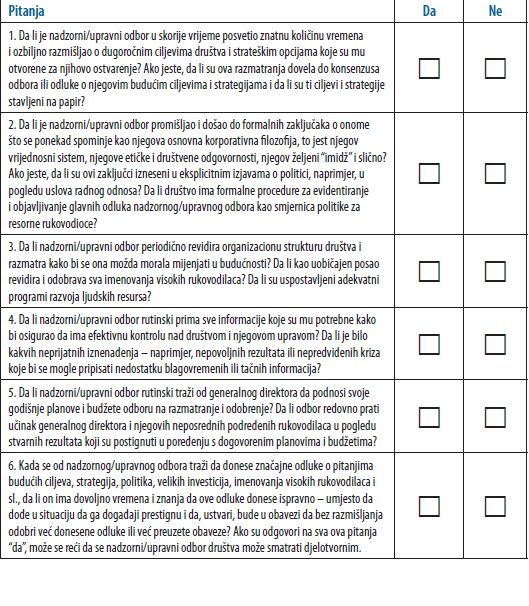 Pitanja Da Ne
1. Da li je nadzorni/upravni odbor u skorije vrijeme posvetio znatnu količinu vremena
i ozbiljno razmišljao o dugoročnim ciljevima društva i strateškim opcijama koje su mu
otvorene za njihovo ostvarenje? Ako jeste, da li su ova razmatranja dovela do konsenzusa
odbora ili odluke o njegovim budućim ciljevima i strategijama i da li su ti ciljevi i strategije
stavljeni na papir?
2. Da li je nadzorni/upravni odbor promišljao i došao do formalnih zaključaka o onome
što se ponekad spominje kao njegova osnovna korporativna filozofija, to jest njegov
vrijednosni sistem, njegove etičke i društvene odgovornosti, njegov željeni "imidž" i slično?
Ako jeste, da li su ovi zaključci izneseni u eksplicitnim izjavama o politici, naprimjer, u
pogledu uslova radnog odnosa? Da li društvo ima formalne procedure za evidentiranje
i objavljivanje glavnih odluka nadzornog/upravnog odbora kao smjernica politike za
resorne rukovodioce?
3. Da li nadzorni/upravni odbor periodično revidira organizacionu strukturu društva i
razmatra kako bi se ona možda morala mijenjati u budućnosti? Da li kao uobičajen posao
revidira i odobrava sva imenovanja visokih rukovodilaca? Da li su uspostavljeni adekvatni
programi razvoja ljudskih resursa?
4. Da li nadzorni/upravni odbor rutinski prima sve informacije koje su mu potrebne kako
bi osigurao da ima efektivnu kontrolu nad društvom i njegovom upravom? Da li je bilo
kakvih neprijatnih iznenađenja – naprimjer, nepovoljnih rezultata ili nepredviđenih kriza
koje bi se mogle pripisati nedostatku blagovremenih ili tačnih informacija?
5. Da li nadzorni/upravni odbor rutinski traži od generalnog direktora da podnosi svoje
godišnje planove i budžete odboru na razmatranje i odobrenje? Da li odbor redovno prati
učinak generalnog direktora i njegovih neposrednih podređenih rukovodilaca u pogledu
stvarnih rezultata koji su postignuti u poređenju s dogovorenim planovima i budžetima?
6. Kada se od nadzornog/upravnog odbora traži da donese značajne odluke o pitanjima
budućih ciljeva, strategija, politika, velikih investicija, imenovanja visokih rukovodilaca i
sl., da li on ima dovoljno vremena i znanja da ove odluke donese ispravno – umjesto da
dođe u situaciju da ga događaji prestignu i da, ustvari, bude u obavezi da bez razmišljanja
odobri već donesene odluke ili već preuzete obaveze? Ako su odgovori na sva ova pitanja
"da", može se reći da se nadzorni/upravni odbor društva može smatrati djelotvornim.